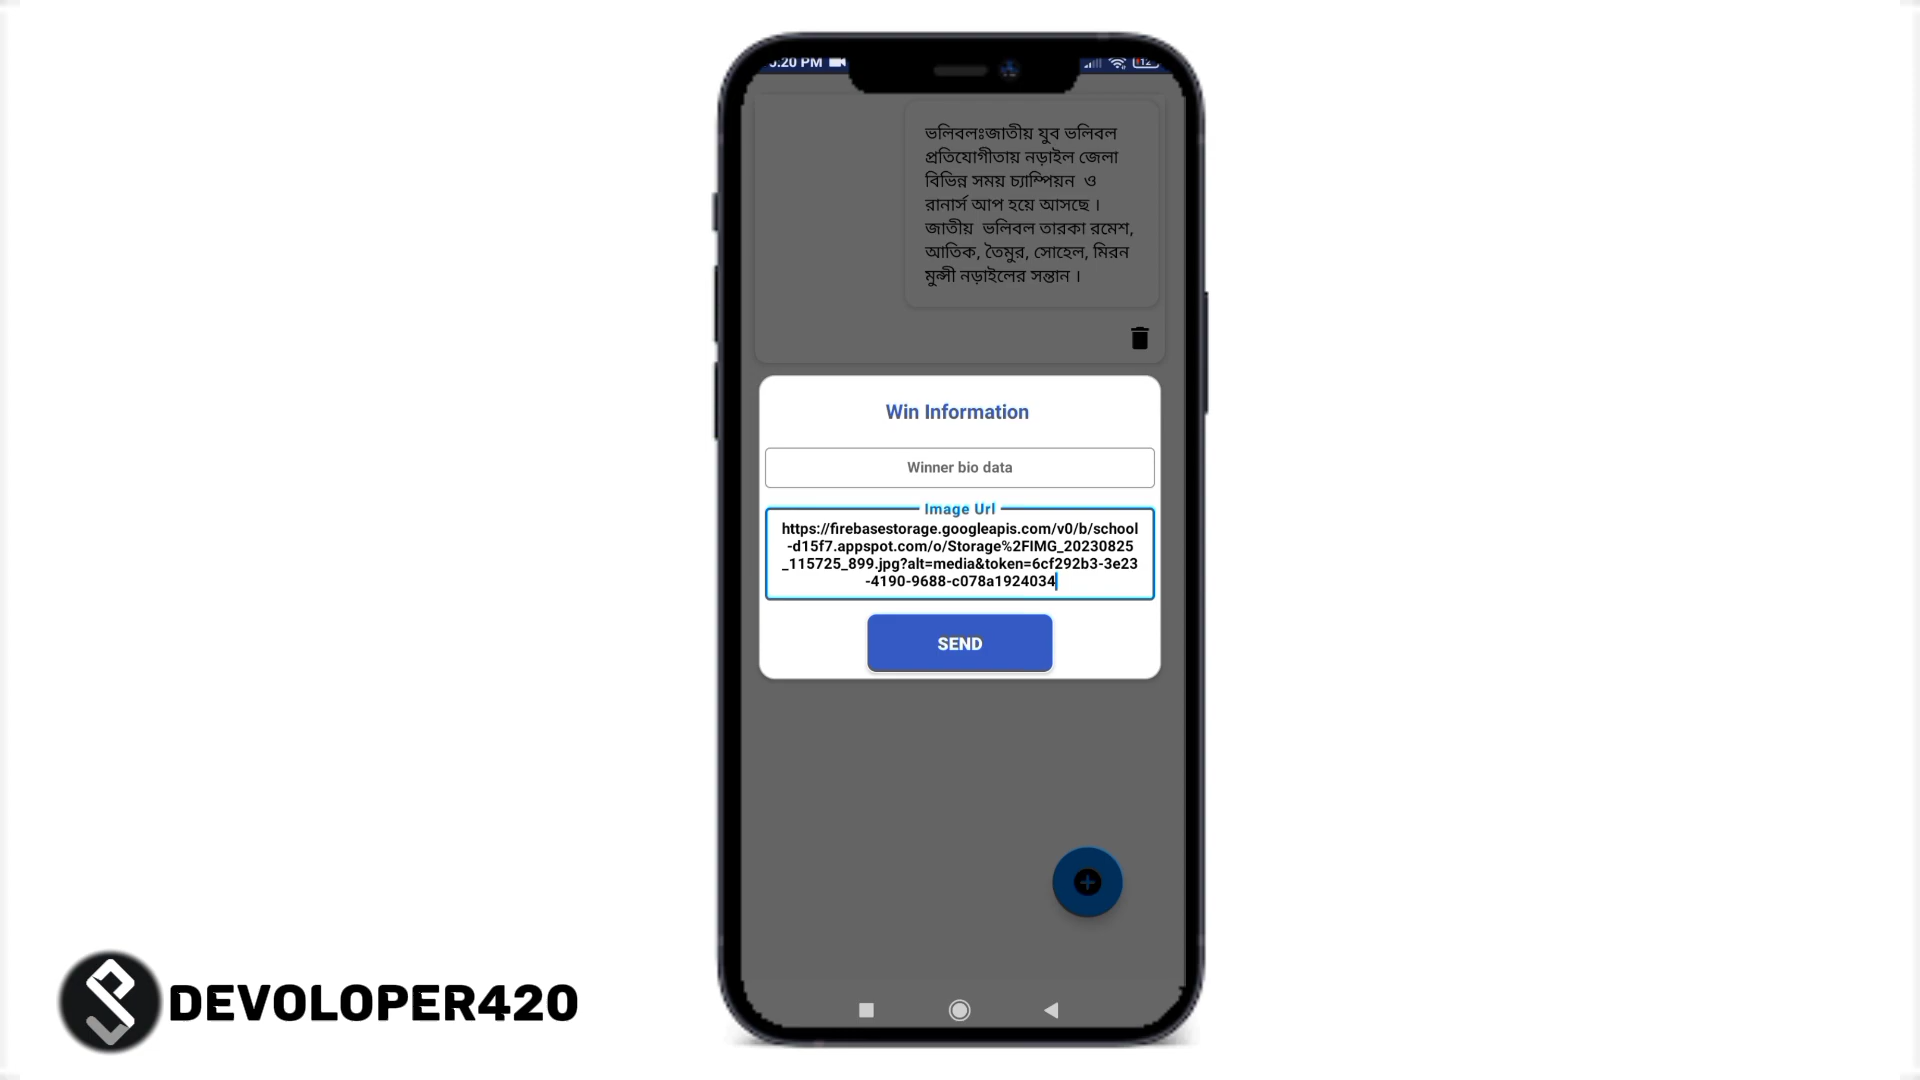 :20 PM
ভলিবলঃজাতীয় যুব ভলিবল
প্রতিযোগীতায় নড়াইল জেলা
বিভিন্ন সময় চ্যাম্পিয়ন ও
রানার্স আপ হয়ে আসছে ।
জাতীয় ভলিবল তারকা রমেশ,
আতিক, তৈমুর, সোহেল, মিরন
মুন্সী নড়াইলের সন্তান ।
Win Information
Winner bio data
Image Url
https://firebasestorage.googleapis.com/v0/b/school
-d15f7.appspot.com/o/Storage%2FIMG_20230825
_115725_899.jpg?alt=media&token=6cf292b3-3e23
-4190-9688-c078a1924034
SEND
DEVOLOPER420